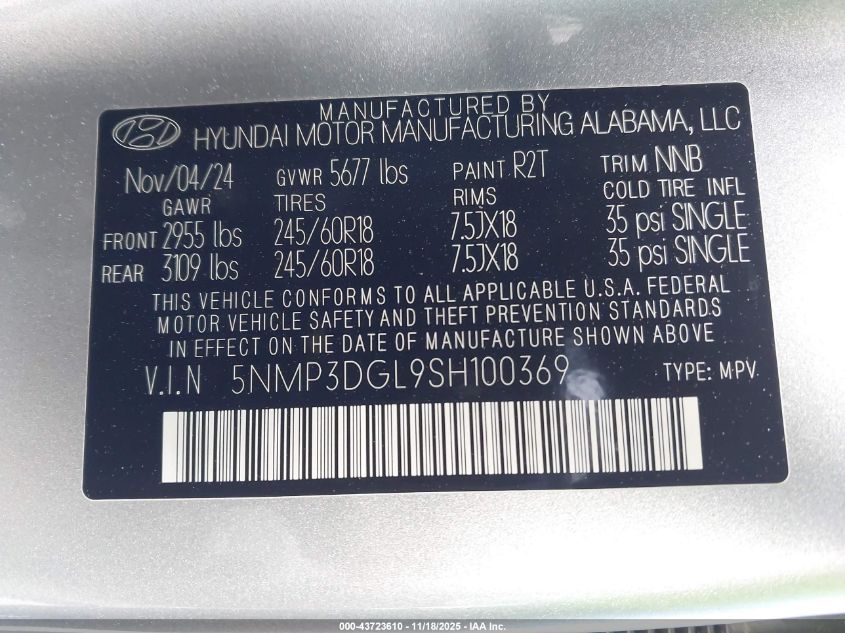 MANUFACTURED BY
HYUNDAI MOTOR MANUFACTURING ALABAMA, LLC
Nov/04/24 GVWR 5677 lbs PAINT R2T TRIM NNB
GAWR TIRES RIMS COLD TIRE INFL
FRONT 2955 lbs 245/60R18 7.5JX18 35 psi SINGLE
REAR 3109 lbs 245/60R18 7.5JX18 35 psi SINGLE
THIS VEHICLE CONFORMS TO ALL APPLICABLE U.S.A. FEDERAL
MOTOR VEHICLE SAFETY AND THEFT PREVENTION STANDARDS
IN EFFECT ON THE DATE OF MANUFACTURE SHOWN ABOVE
V.I.N 5NMP3DGL9SH100369 TYPE: MPV
000-43723610 - 11/18/2025 - IAA Inc.